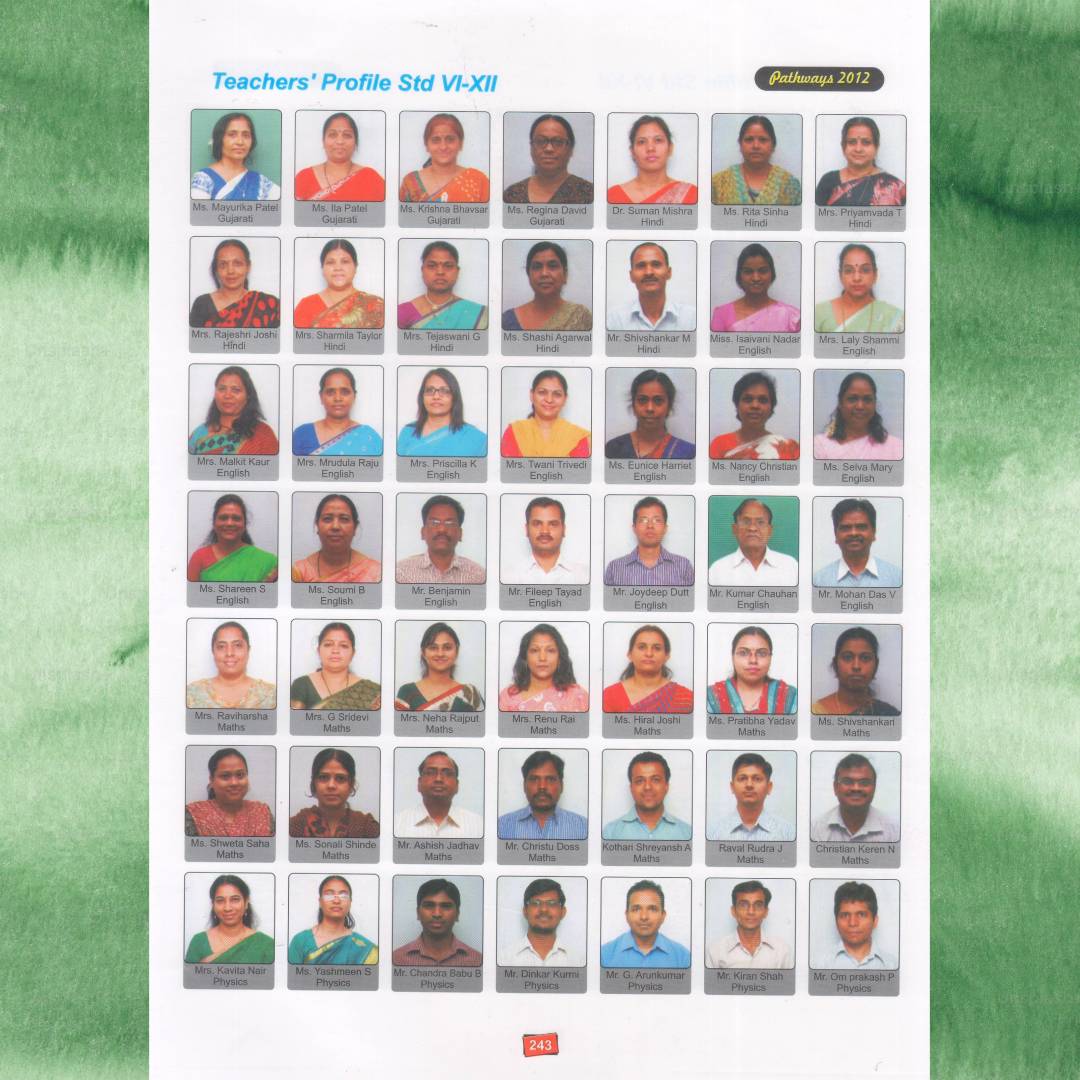 Teachers' Profile Std VI-XII
Pathways 2012
Ms. Mayurika Patel
Gujarati
Ms. Ila Patel
Gujarati
Ms. Krishna Bhavsar
Gujarati
Ms. Regina David
Gujarati
Dr. Suman Mishra
Hindi
Ms. Rita Sinha
Hindi
Mrs. Priyamvada T
Hindi
Mrs. Rajeshri Joshi
Hindi
Mrs. Sharmila Taylor
Hindi
Mrs. Tejaswani G
Hindi
Ms. Shashi Agarwal
Hindi
Mr. Shivshankar M
Hindi
Miss. Isaivani Nadar
English
Mrs. Laly Shammi
English
Mrs. Malkit Kaur
English
Mrs. Mrudula Raju
English
Mrs. Priscilla K
English
Mrs. Twani Trivedi
English
Ms. Eunice Harriet
English
Ms. Nancy Christian
English
Ms. Selva Mary
English
Ms. Shareen S
English
Ms. Soumi B
English
Mr. Benjamin
English
Mr. Fileep Tayad
English
Mr. Joydeep Dutt
English
Mr. Kumar Chauhan
English
Mr. Mohan Das V
English
Mrs. Raviharsha
Maths
Mrs. G Sridevi
Maths
Mrs. Neha Rajput
Maths
Mrs. Renu Rai
Maths
Ms. Hiral Joshi
Maths
Ms. Pratibha Yadav
Maths
Ms. Shivshankari
Maths
Ms. Shweta Saha
Maths
Ms. Sonali Shinde
Maths
Mr. Ashish Jadhav
Maths
Mr. Christu Doss
Maths
Kothari Shreyansh A
Maths
Raval Rudra J
Maths
Christian Keren N
Maths
Mrs. Kavita Nair
Physics
Ms. Yashmeen S
Physics
Mr. Chandra Babu B
Physics
Mr. Dinkar Kurmi
Physics
Mr. G. Arunkumar
Physics
Mr. Kiran Shah
Physics
Mr. Om prakash P
Physics
243